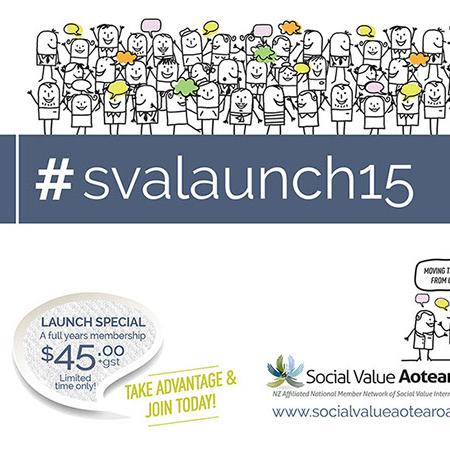 #svalaunch15
MOVING T
FROM
LAUNCH SPECIAL
A full years membership
$45.00
+gst
Limited
time only!
TAKE ADVANTAGE &
JOIN TODAY!
Social Value Aotear
NZ Affiliated National Member Network of Social Value Intern
www.socialvalueaotearoa